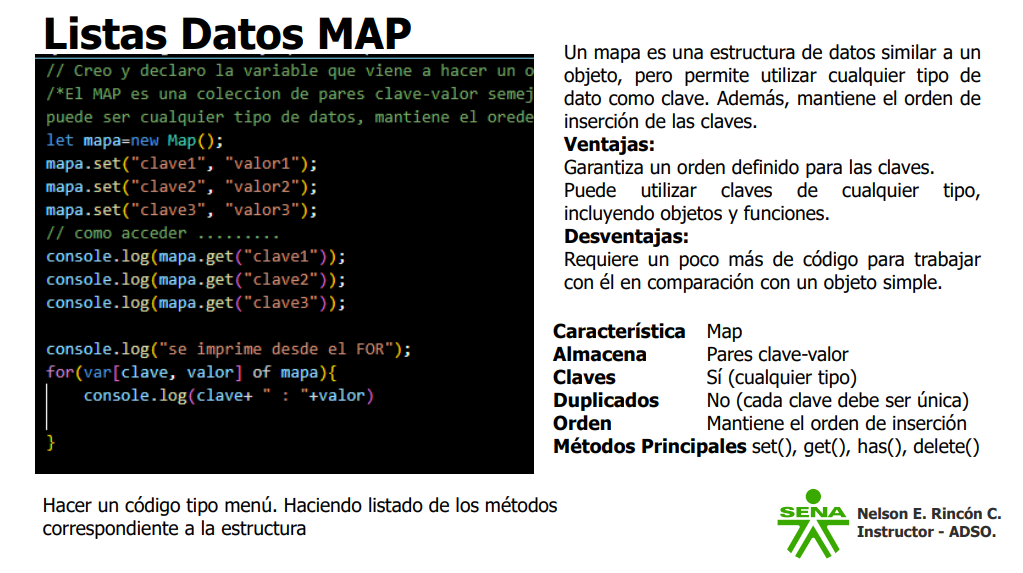 Listas Datos MAP
// Creo y declaro la variable que viene a hacer un o
/*El MAP es una coleccion de pares clave-valor semej
puede ser cualquier tipo de datos, mantiene el orede
let mapa=new Map();
mapa.set("clave1", "valor1");
mapa.set("clave2", "valor2");
mapa.set("clave3", "valor3");
// como acceder .........
console.log(mapa.get("clave1"));
console.log(mapa.get("clave2"));
console.log(mapa.get("clave3"));
console.log("se imprime desde el FOR");
for(var[clave, valor] of mapa){
console.log(clave+ " : "+valor)
}
Un mapa es una estructura de datos similar a un
objeto, pero permite utilizar cualquier tipo de
dato como clave. Además, mantiene el orden de
inserción de las claves.
Ventajas:
Garantiza un orden definido para las claves.
Puede utilizar claves de cualquier tipo,
incluyendo objetos y funciones.
Desventajas:
Requiere un poco más de código para trabajar
con él en comparación con un objeto simple.
Característica Map
Almacena Pares clave-valor
Claves Sí (cualquier tipo)
Duplicados No (cada clave debe ser única)
Orden Mantiene el orden de inserción
Métodos Principales set(), get(), has(), delete()
Hacer un código tipo menú. Haciendo listado de los métodos
correspondiente a la estructura
SENA
Nelson E. Rincón C.
Instructor - ADSO.